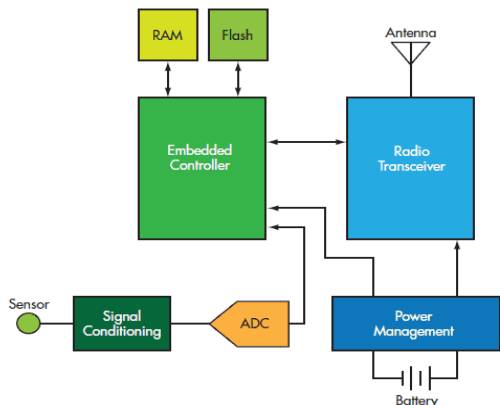 RAM
Flash
Antenna
Embedded
Controller
Radio
Transceiver
Sensor
Signal
Conditioning
ADC
Power
Management
Battery